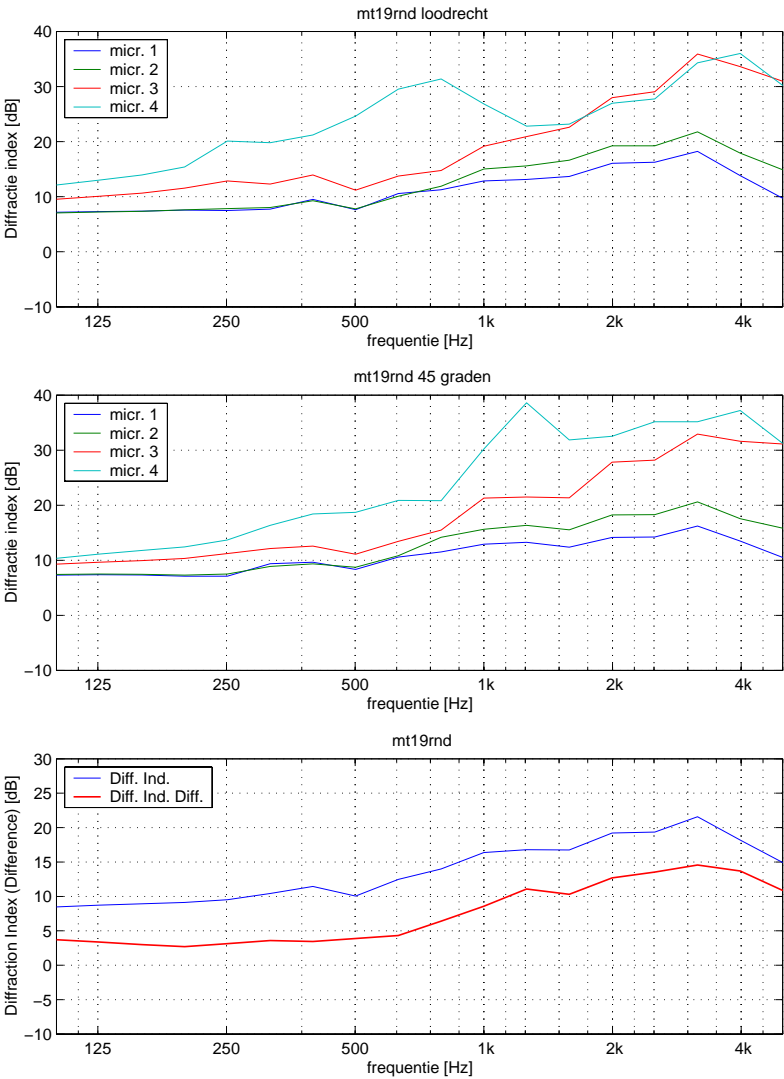 mt19rnd loodrecht
40
30
20
10
0
−10
Diffractie index [dB]
micr. 1
micr. 2
micr. 3
micr. 4
125 250 500 1k 2k 4k
frequentie [Hz]
mt19rnd 45 graden
40
30
20
10
0
−10
Diffractie index [dB]
micr. 1
micr. 2
micr. 3
micr. 4
125 250 500 1k 2k 4k
frequentie [Hz]
mt19rnd
30
25
20
15
10
5
0
−5
−10
Diffraction Index (Difference) [dB]
Diff. Ind.
Diff. Ind. Diff.
125 250 500 1k 2k 4k
frequentie [Hz]